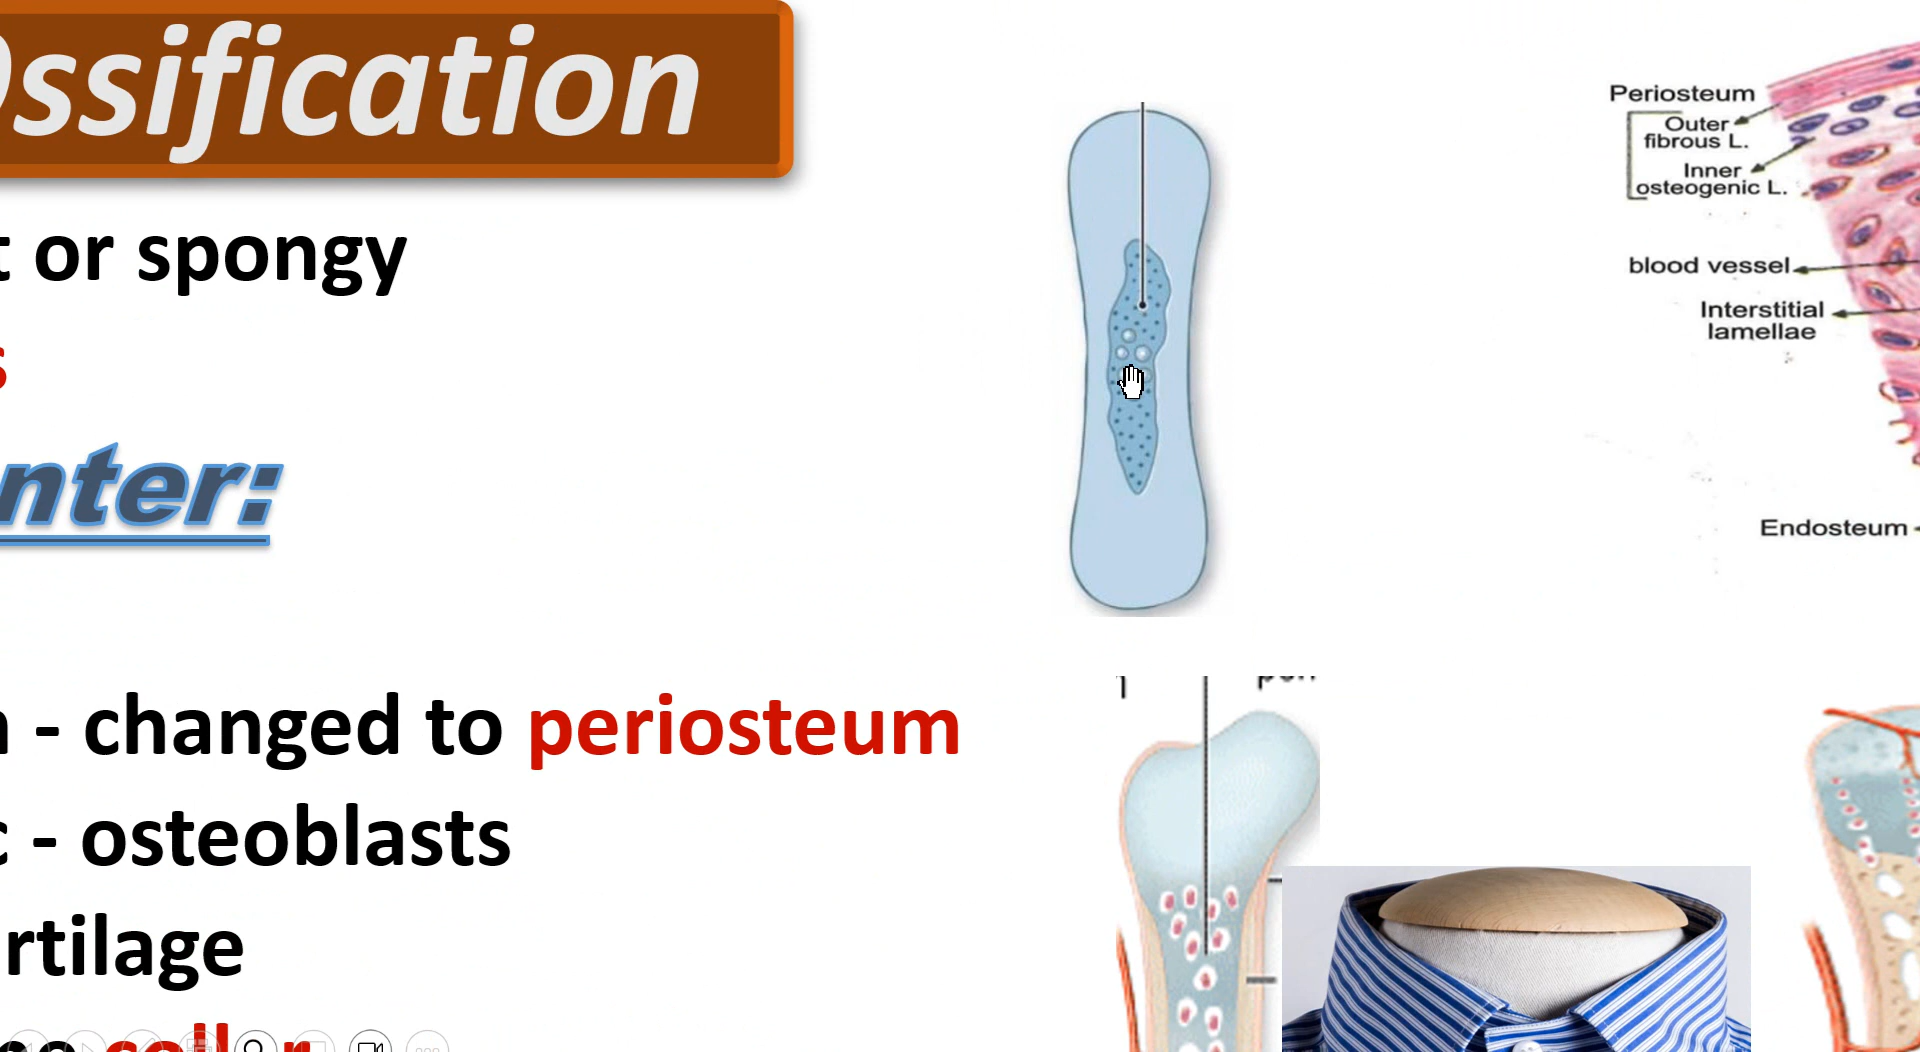 ssification
t or spongy
s
nter:
- changed to periosteum
c - osteoblasts
rtilage
Periosteum
Outer
fibrous L.
Inner
osteogenic L.
blood vessel
Interstitial
lamellae
Endosteum